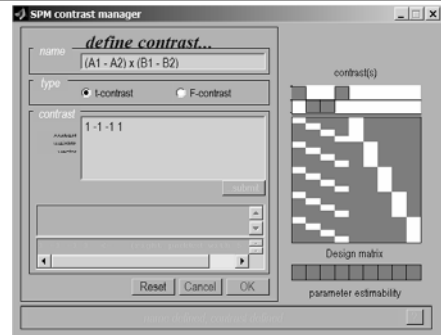 SPM contrast manager
define contrast...
name
(A1 - A2) x (B1 - B2)
type
t-contrast
F-contrast
contrast
1 -1 -1 1
submit
Reset
Cancel
OK
contrast(s)
Design matrix
parameter estimability